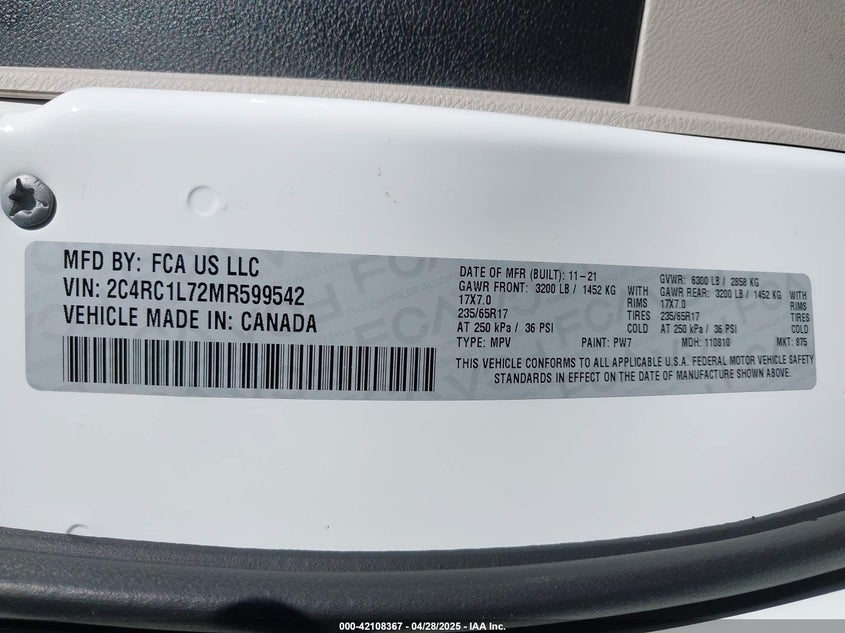 MFD BY: FCA US LLC
VIN: 2C4RC1L72MR599542
VEHICLE MADE IN: CANADA
DATE OF MFR (BUILT): 11-21 GVWR: 6300 LB / 2858 KG
GAWR FRONT: 3200 LB / 1452 KG WITH GAWR REAR: 3200 LB / 1452 KG WITH
17X7.0 RIMS 17X7.0 RIMS
235/65R17 TIRES 235/65R17 TIRES
AT 250 kPa / 36 PSI COLD AT 250 kPa / 36 PSI COLD
TYPE: MPV PAINT: PW7 MDH: 110810 MKT: 875
THIS VEHICLE CONFORMS TO ALL APPLICABLE U.S.A. FEDERAL MOTOR VEHICLE SAFETY
STANDARDS IN EFFECT ON THE DATE OF MANUFACTURE SHOWN ABOVE.
000-42108367 - 04/28/2025 - IAA Inc.